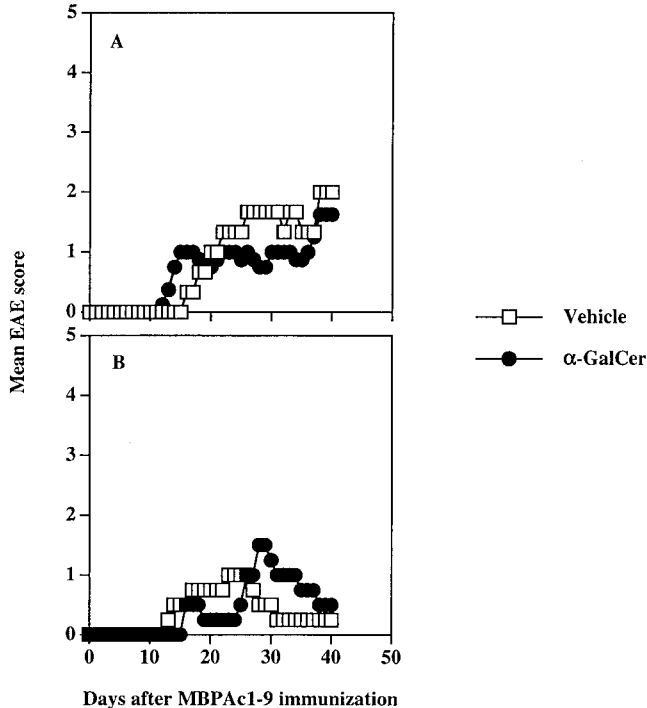 5
A
4
3
2
1
0
Mean EAE score
Vehicle
α-GalCer
5
B
4
3
2
1
0
0 10 20 30 40 50
Days after MBPAc1-9 immunization